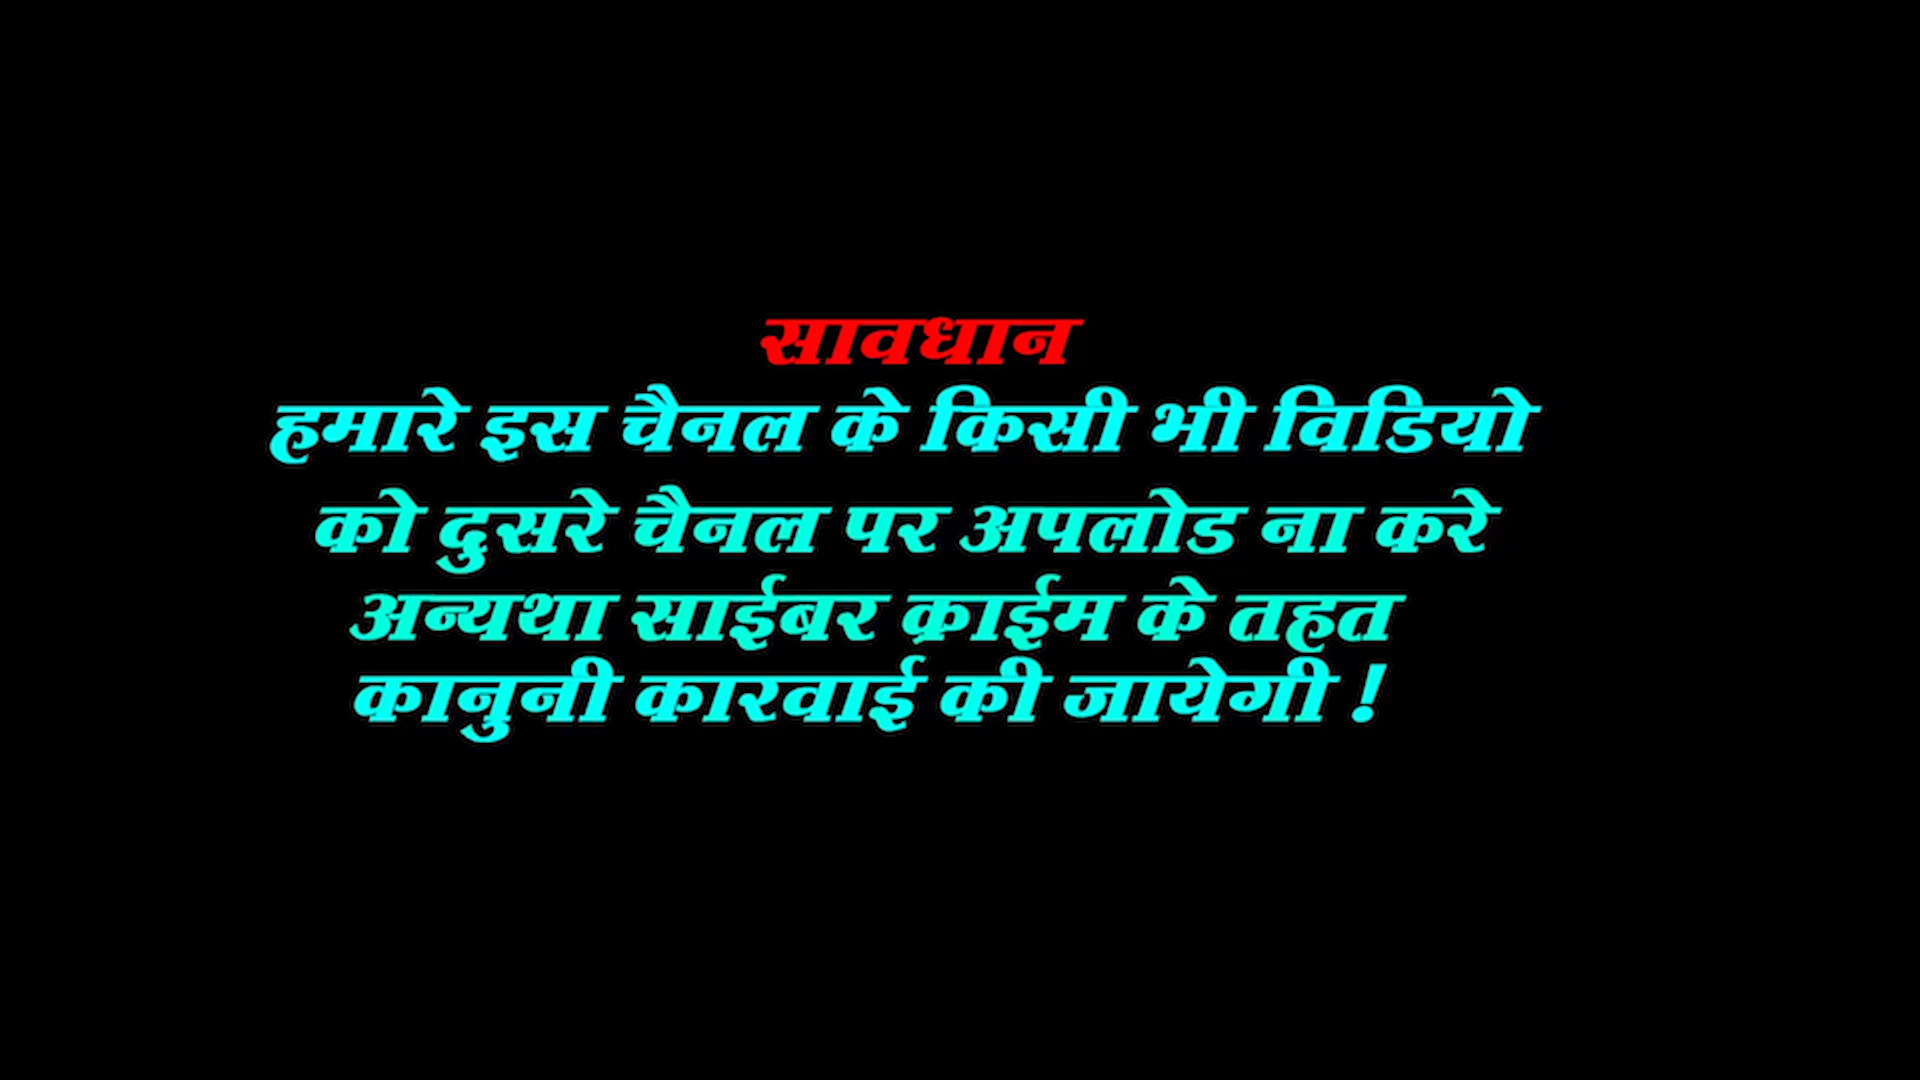 सावधान
हमारे इस चैनल के किसी भी विडियो
को दुसरे चैनल पर अपलोड ना करे
अन्यथा साईबर क्राईम के तहत
कानुनी कारवाई की जायेगी !